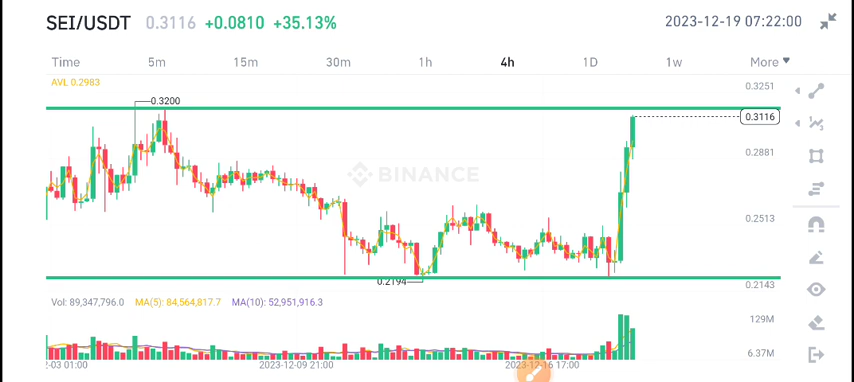 SEI/USDT 0.3116 +0.0810 +35.13% 2023-12-19 07:22:00
Time 5m 15m 30m 1h 4h 1D 1w More
AVL 0.2983
0.3251
0.3200
0.3116
0.2881
BINANCE
0.2513
0.2194
0.2143
Vol: 89,347,796.0 MA(5): 84,564,817.7 MA(10): 52,951,916.3
129M
6.37M
-03 01:00 2023-12-09 21:00 2023-12-16 17:00